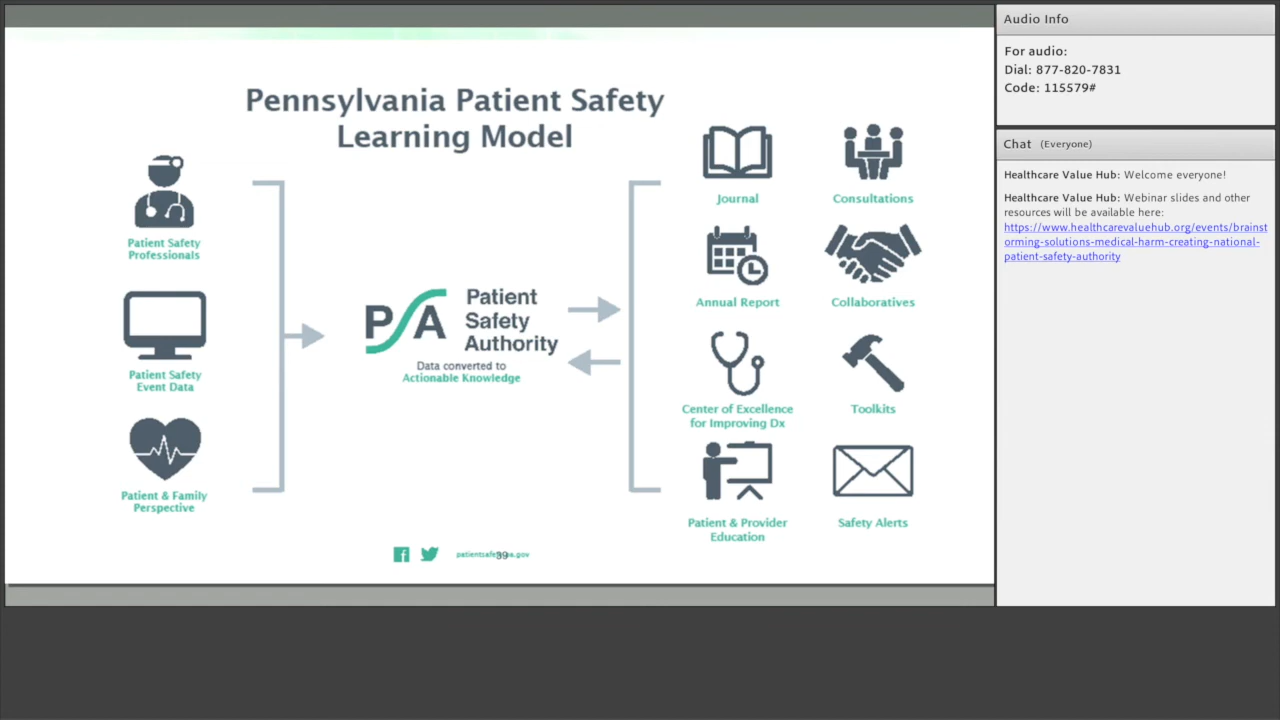 Pennsylvania Patient Safety
Learning Model
Patient Safety
Professionals
Patient Safety
Event Data
Patient & Family
Perspective
PSA
Patient
Safety
Authority
Data converted to
Actionable Knowledge
Journal
Consultations
Annual Report
Collaboratives
Center of Excellence
for Improving Dx
Toolkits
Patient & Provider
Education
Safety Alerts
39
Audio Info
For audio:
Dial: 877-820-7831
Code: 115579#
Chat (Everyone)
Healthcare Value Hub: Welcome everyone!
Healthcare Value Hub: Webinar slides and other
resources will be available here:
https://www.healthcarevaluehub.org/events/brainst
orming-solutions-medical-harm-creating-national-
patient-safety-authority